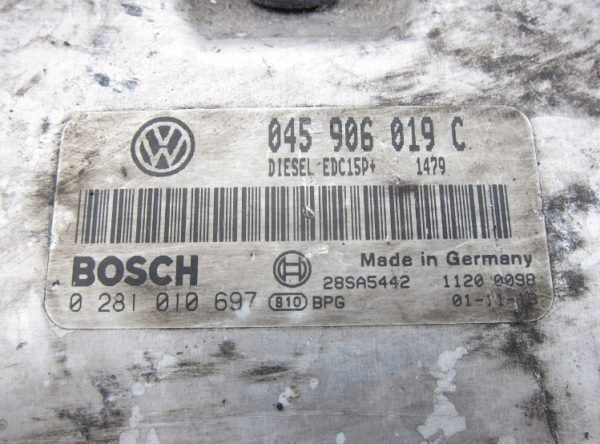 045 906 019 C
DIESEL EDC15P+ 1479
BOSCH
Made in Germany
28SA5442 1120 0098
0 281 010 697 810 BPG